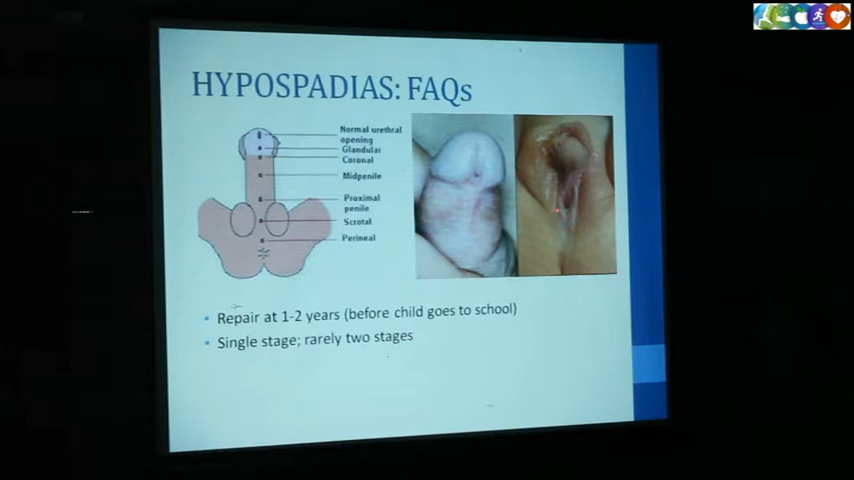 HYPOSPADIAS: FAQs
Normal urethral
opening
Glandular
Coronal
Midpenile
Proximal
penile
Scrotal
Perineal
• Repair at 1-2 years (before child goes to school)
• Single stage; rarely two stages